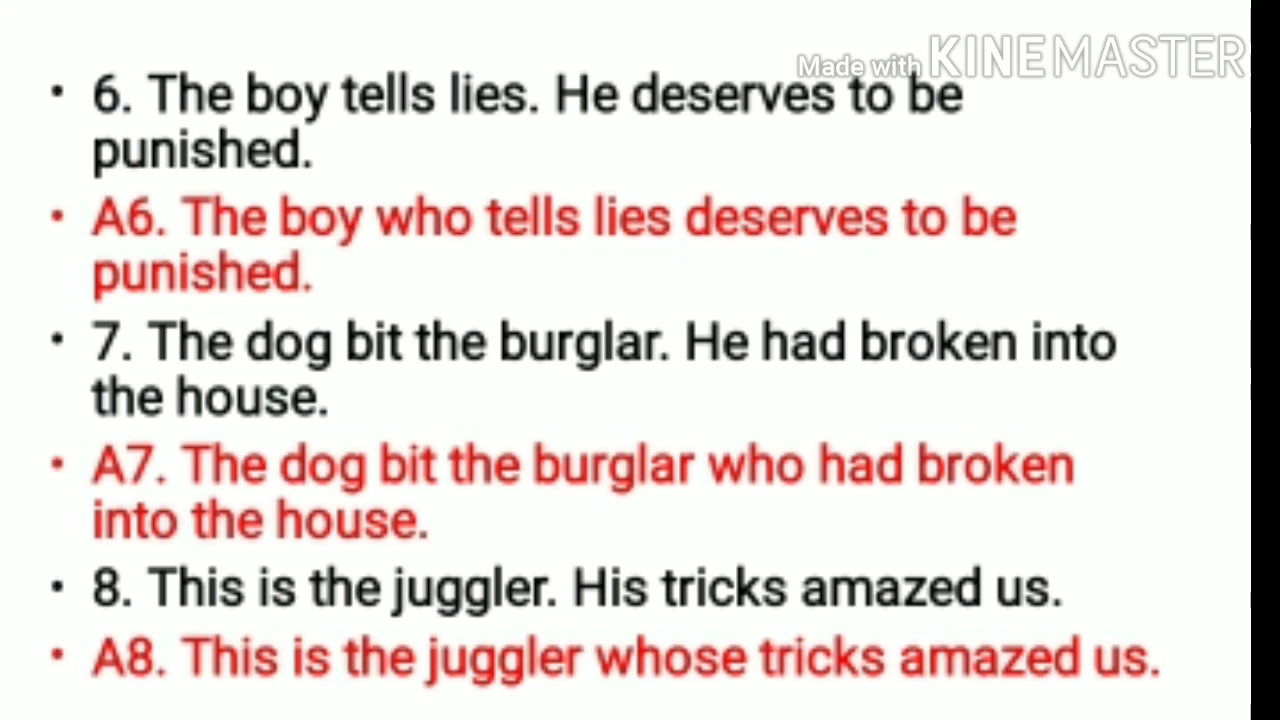 Made with KINEMASTER
• 6. The boy tells lies. He deserves to be
punished.
• A6. The boy who tells lies deserves to be
punished.
• 7. The dog bit the burglar. He had broken into
the house.
• A7. The dog bit the burglar who had broken
into the house.
• 8. This is the juggler. His tricks amazed us.
• A8. This is the juggler whose tricks amazed us.